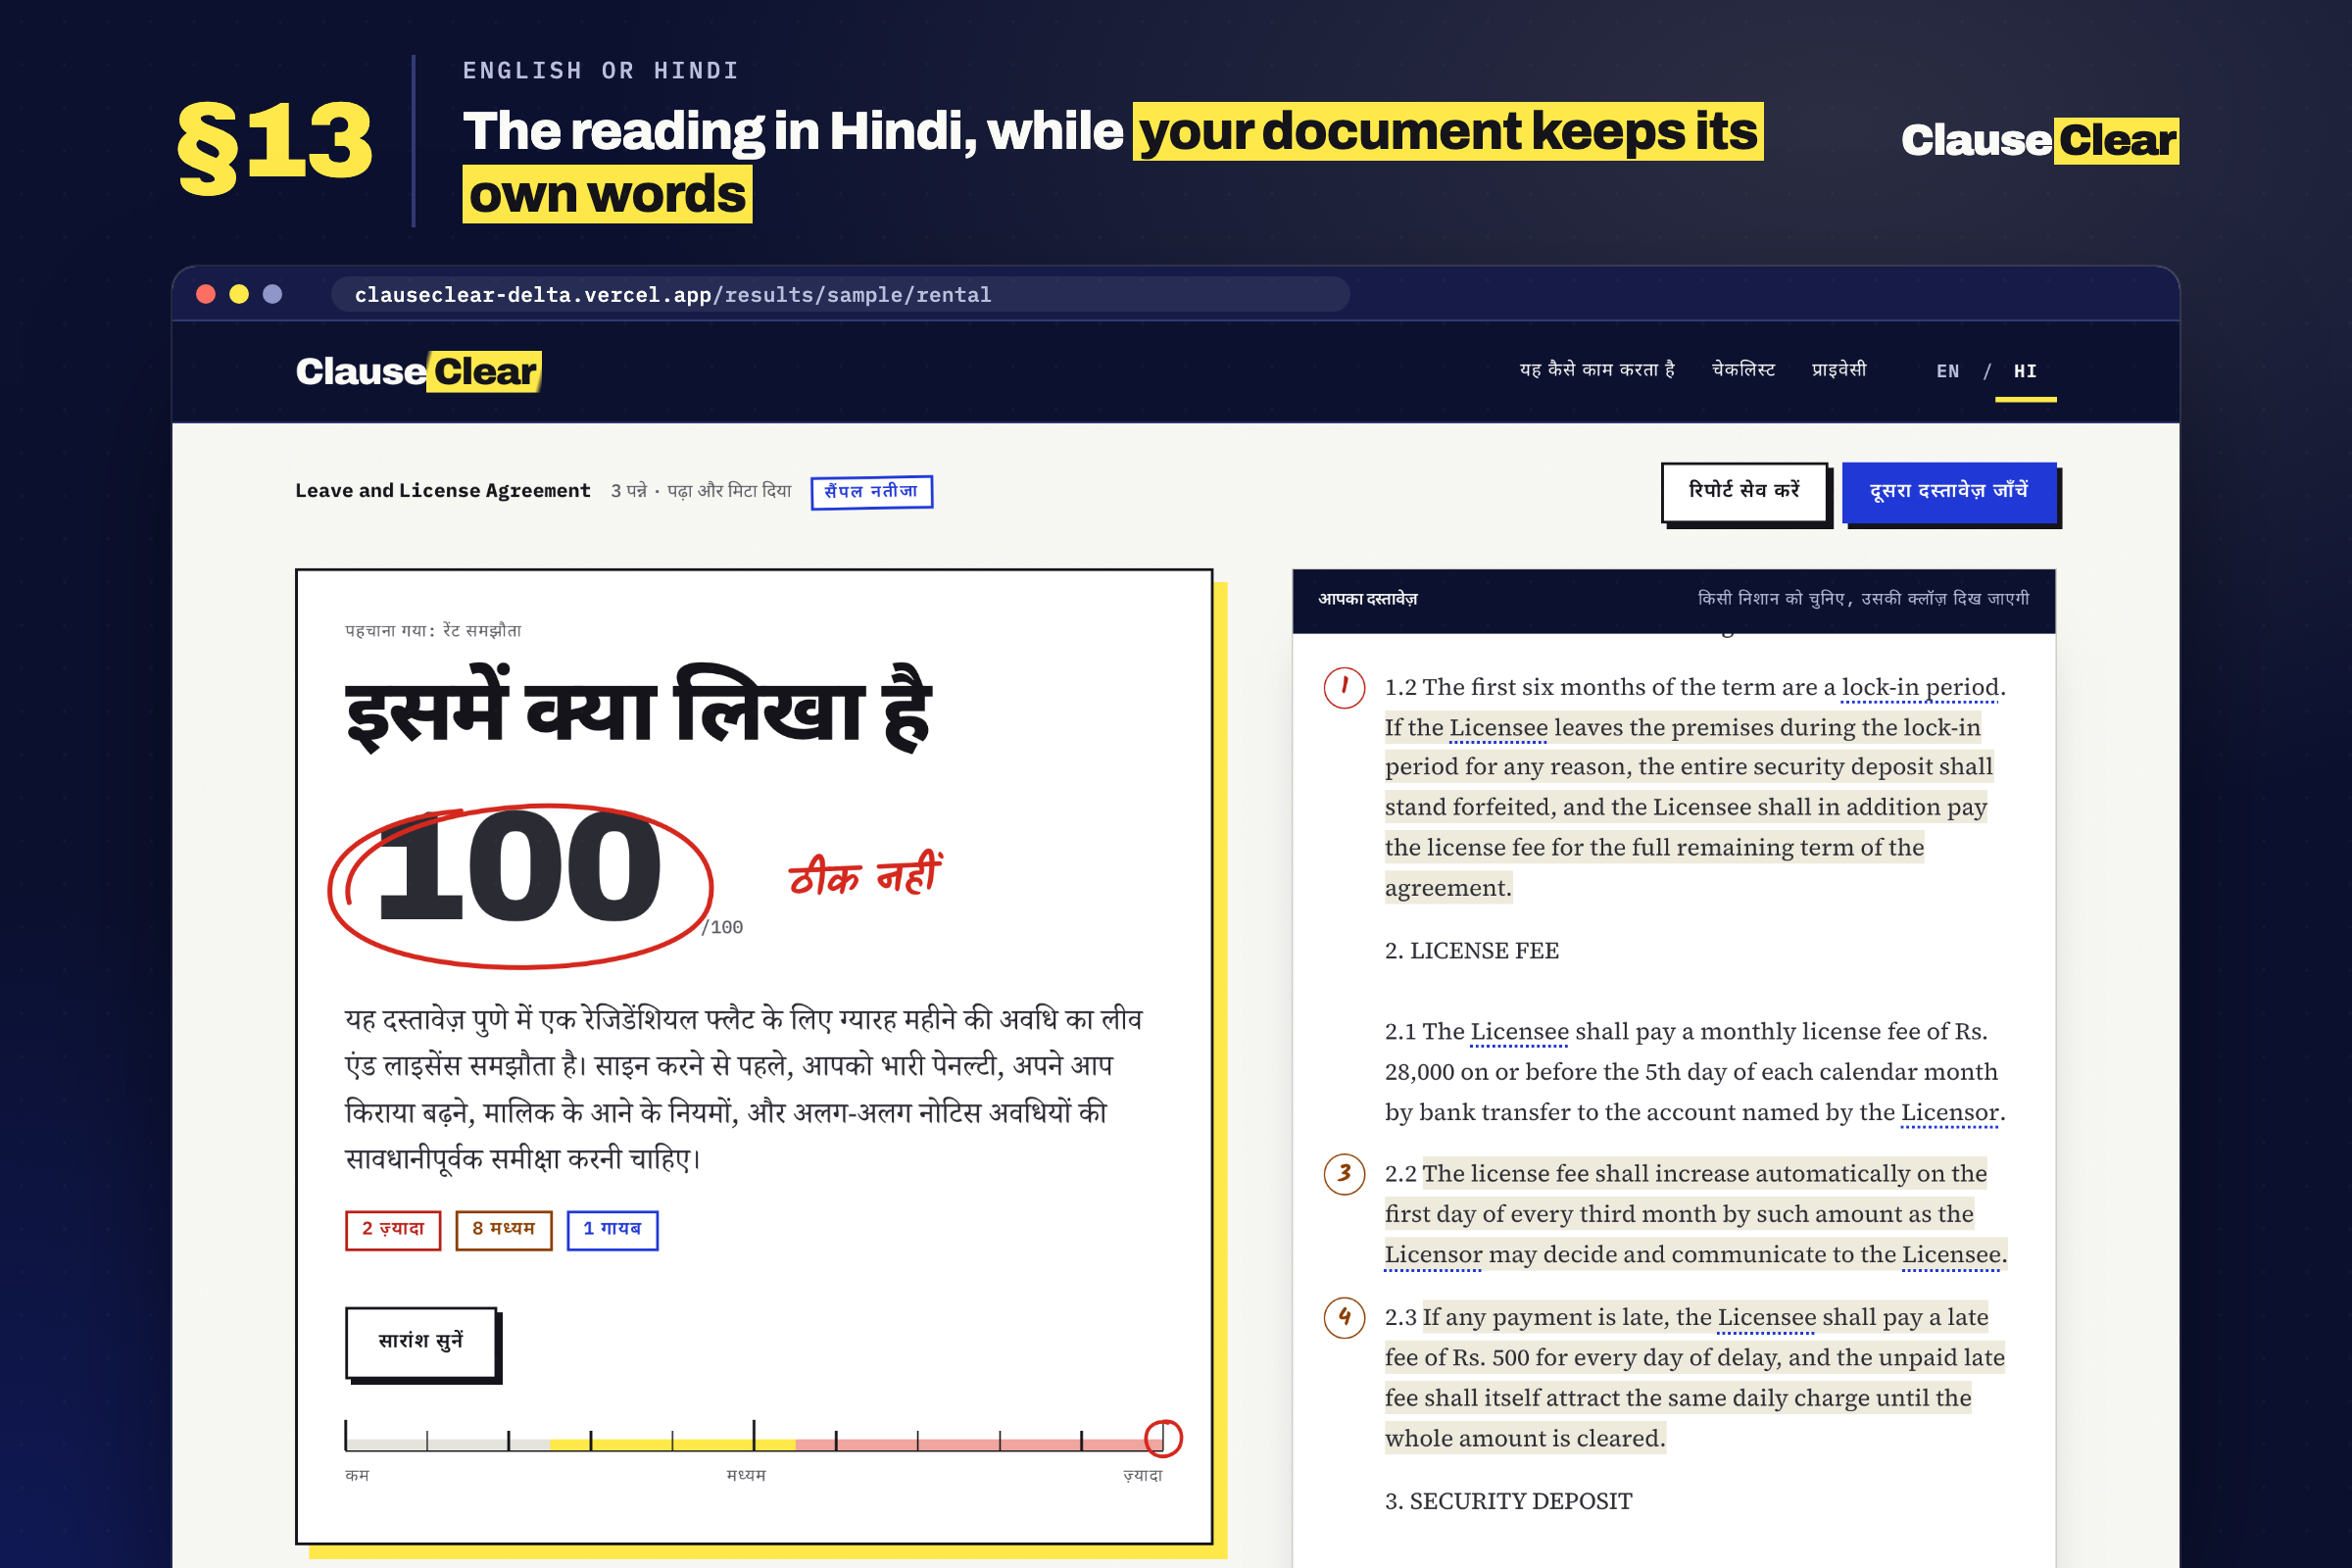 §13
ENGLISH OR HINDI
The reading in Hindi, while your document keeps its
own words
ClauseClear
clauseclear-delta.vercel.app/results/sample/rental
ClauseClear
यह कैसे काम करता है चेकलिस्ट प्राइवेसी EN / HI
Leave and License Agreement 3 पन्ने · पढ़ा और मिटा दिया सैंपल नतीजा
रिपोर्ट सेव करें दूसरा दस्तावेज़ जाँचें
पहचाना गया: रेंट समझौता
इसमें क्या लिखा है
100 /100 ठीक नहीं
यह दस्तावेज़ पुणे में एक रेजिडेंशियल फ्लैट के लिए ग्यारह महीने की अवधि का लीव
एंड लाइसेंस समझौता है। साइन करने से पहले, आपको भारी पेनल्टी, अपने आप
किराया बढ़ने, मालिक के आने के नियमों, और अलग-अलग नोटिस अवधियों की
सावधानीपूर्वक समीक्षा करनी चाहिए।
2 ज़्यादा 8 मध्यम 1 गायब
सारांश सुनें
कम मध्यम ज़्यादा
आपका दस्तावेज़ किसी निशान को चुनिए, उसकी क्लॉज़ दिख जाएगी
1 1.2 The first six months of the term are a lock-in period.
If the Licensee leaves the premises during the lock-in
period for any reason, the entire security deposit shall
stand forfeited, and the Licensee shall in addition pay
the license fee for the full remaining term of the
agreement.
2. LICENSE FEE
2.1 The Licensee shall pay a monthly license fee of Rs.
28,000 on or before the 5th day of each calendar month
by bank transfer to the account named by the Licensor.
3 2.2 The license fee shall increase automatically on the
first day of every third month by such amount as the
Licensor may decide and communicate to the Licensee.
4 2.3 If any payment is late, the Licensee shall pay a late
fee of Rs. 500 for every day of delay, and the unpaid late
fee shall itself attract the same daily charge until the
whole amount is cleared.
3. SECURITY DEPOSIT